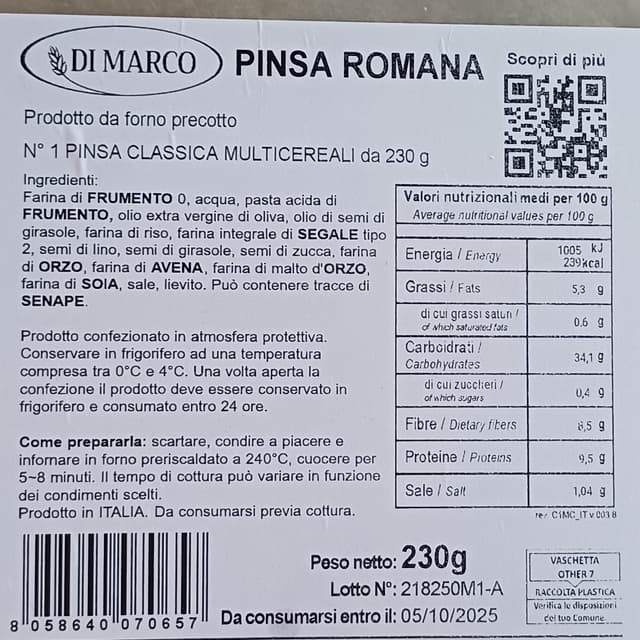 DI MARCO
PINSA ROMANA
Scopri di più
Prodotto da forno precotto
N° 1 PINSA CLASSICA MULTICEREALI da 230 g
Ingredienti:
Farina di FRUMENTO 0, acqua, pasta acida di
FRUMENTO, olio extra vergine di oliva, olio di semi di
girasole, farina di riso, farina integrale di SEGALE tipo
2, semi di lino, semi di girasole, semi di zucca, farina
di ORZO, farina di AVENA, farina di malto d'ORZO,
farina di SOIA, sale, lievito. Può contenere tracce di
SENAPE.
Prodotto confezionato in atmosfera protettiva.
Conservare in frigorifero ad una temperatura
compresa tra 0°C e 4°C. Una volta aperta la
confezione il prodotto deve essere conservato in
frigorifero e consumato entro 24 ore.
Come prepararla: scartare, condire a piacere e
infornare in forno preriscaldato a 240°C, cuocere per
5-8 minuti. Il tempo di cottura può variare in funzione
dei condimenti scelti.
Prodotto in ITALIA. Da consumarsi previa cottura.
Valori nutrizionali medi per 100 g
Average nutritional values per 100 g
Energia / Energy 1005 kJ
239kcal
Grassi / Fats 5,3 g
di cui grassi saturi /
of which saturated fats 0,6 g
Carboidrati /
Carbohydrates 34,1 g
di cui zuccheri /
of which sugars 0,4 g
Fibre / Dietary fibers 8,5 g
Proteine / Proteins 9,5 g
Sale / Salt 1,04 g
8 058640 070657
Peso netto: 230g
Lotto N°: 218250M1-A
Da consumarsi entro il: 05/10/2025
VASCHETTA
OTHER 7
RACCOLTA PLASTICA
Verifica le disposizioni
del tuo Comune